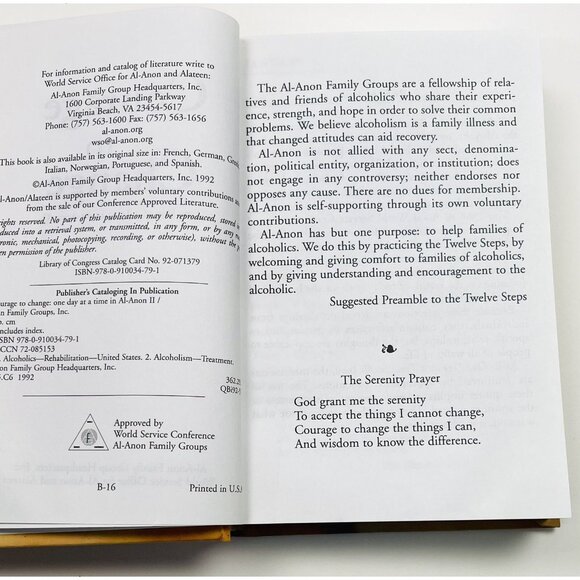 For information and catalog of literature write to
World Service Office for Al-Anon and Alateen:
Al-Anon Family Group Headquarters, Inc.
1600 Corporate Landing Parkway
Virginia Beach, VA 23454-5617
Phone: (757) 563-1600 Fax: (757) 563-1656
al-anon.org
wso@al-anon.org
This book is also available in its original size in: French, German,
Italian, Norwegian, Portuguese, and Spanish.
©Al-Anon Family Group Headquarters, Inc. 1992
Al-Anon/Alateen is supported by members' voluntary contributions
from the sale of our Conference Approved Literature.
rights reserved. No part of this publication may be reproduced, stored
into a retrieval system, or transmitted, in any form, or by any
mechanical, photocopying, recording, or otherwise), without the
permission of the publisher.
Library of Congress Catalog Card No. 92-071379
ISBN-978-0-910034-79-1
Publisher's Cataloging In Publication
to change: one day at a time in Al-Anon II /
Family Groups, Inc.
cm
includes index.
ISBN 978-0-910034-79-1
72-085153
Alcoholics—Rehabilitation—United States. 2. Alcoholism—Treatment.
Family Group Headquarters, Inc.
.C6 1992
362.29
QBI92-
Approved by
World Service Conference
Al-Anon Family Groups
B-16
Printed in U.S.
The Al-Anon Family Groups are a fellowship of rela-
tives and friends of alcoholics who share their experi-
ence, strength, and hope in order to solve their common
problems. We believe alcoholism is a family illness and
that changed attitudes can aid recovery.
Al-Anon is not allied with any sect, denomina-
tion, political entity, organization, or institution; does
not engage in any controversy; neither endorses nor
opposes any cause. There are no dues for membership.
Al-Anon is self-supporting through its own voluntary
contributions.
Al-Anon has but one purpose: to help families of
alcoholics. We do this by practicing the Twelve Steps, by
welcoming and giving comfort to families of alcoholics,
and by giving understanding and encouragement to the
alcoholic.
Suggested Preamble to the Twelve Steps
The Serenity Prayer
God grant me the serenity
To accept the things I cannot change,
Courage to change the things I can,
And wisdom to know the difference.